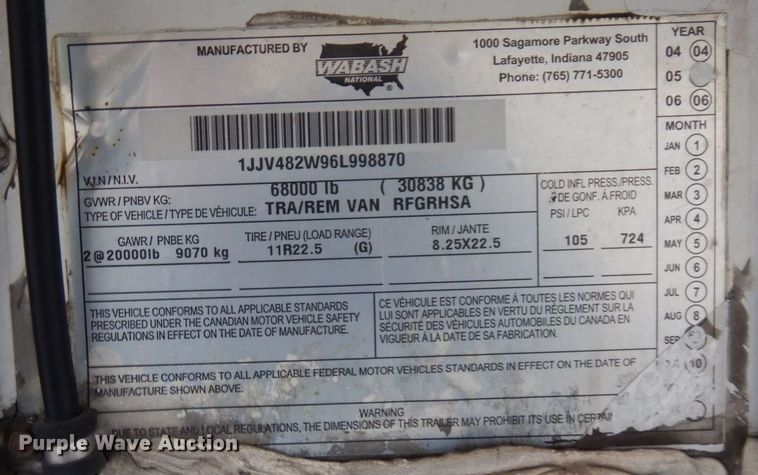 MANUFACTURED BY
WABASH
NATIONAL
1000 Sagamore Parkway South
Lafayette, Indiana 47905
Phone: (765) 771-5300
YEAR
04 04
05
06 06
MONTH
JAN 1
FEB 2
MAR 3
APR 4
MAY 5
JUN 6
JUL 7
AUG 8
SEP
10
1JJV482W96L998870
V.I.N / N.I.V.
GVWR / PNBV KG: 68000 lb ( 30838 KG )
TYPE OF VEHICLE / TYPE DE VÉHICULE: TRA/REM VAN RFGRHSA
COLD INFL PRESS./PRESS.
DE GONF. À FROID
PSI / LPC KPA
GAWR / PNBE KG TIRE / PNEU (LOAD RANGE) RIM / JANTE
2@20000lb 9070 kg 11R22.5 (G) 8.25X22.5 105 724
THIS VEHICLE CONFORMS TO ALL APPLICABLE STANDARDS
PRESCRIBED UNDER THE CANADIAN MOTOR VEHICLE SAFETY
REGULATIONS IN EFFECT ON THE DATE OF MANUFACTURE.
CE VÉHICULE EST CONFORME À TOUTES LES NORMES QUI
LUI SONT APPLICABLES EN VERTU DU RÈGLEMENT SUR LA
SÉCURITÉ DES VÉHICULES AUTOMOBILES DU CANADA EN
VIGUEUR À LA DATE DE SA FABRICATION.
THIS VEHICLE CONFORMS TO ALL APPLICABLE FEDERAL MOTOR VEHICLES STANDARDS IN EFFECT ON THE DATE OF
MANUFACTURE SHOWN ABOVE.
WARNING
DUE TO STATE AND LOCAL REGULATIONS, THE DIMENSIONS OF THIS TRAILER MAY PROHIBIT ITS USE IN CERTAIN
Purple Wave Auction